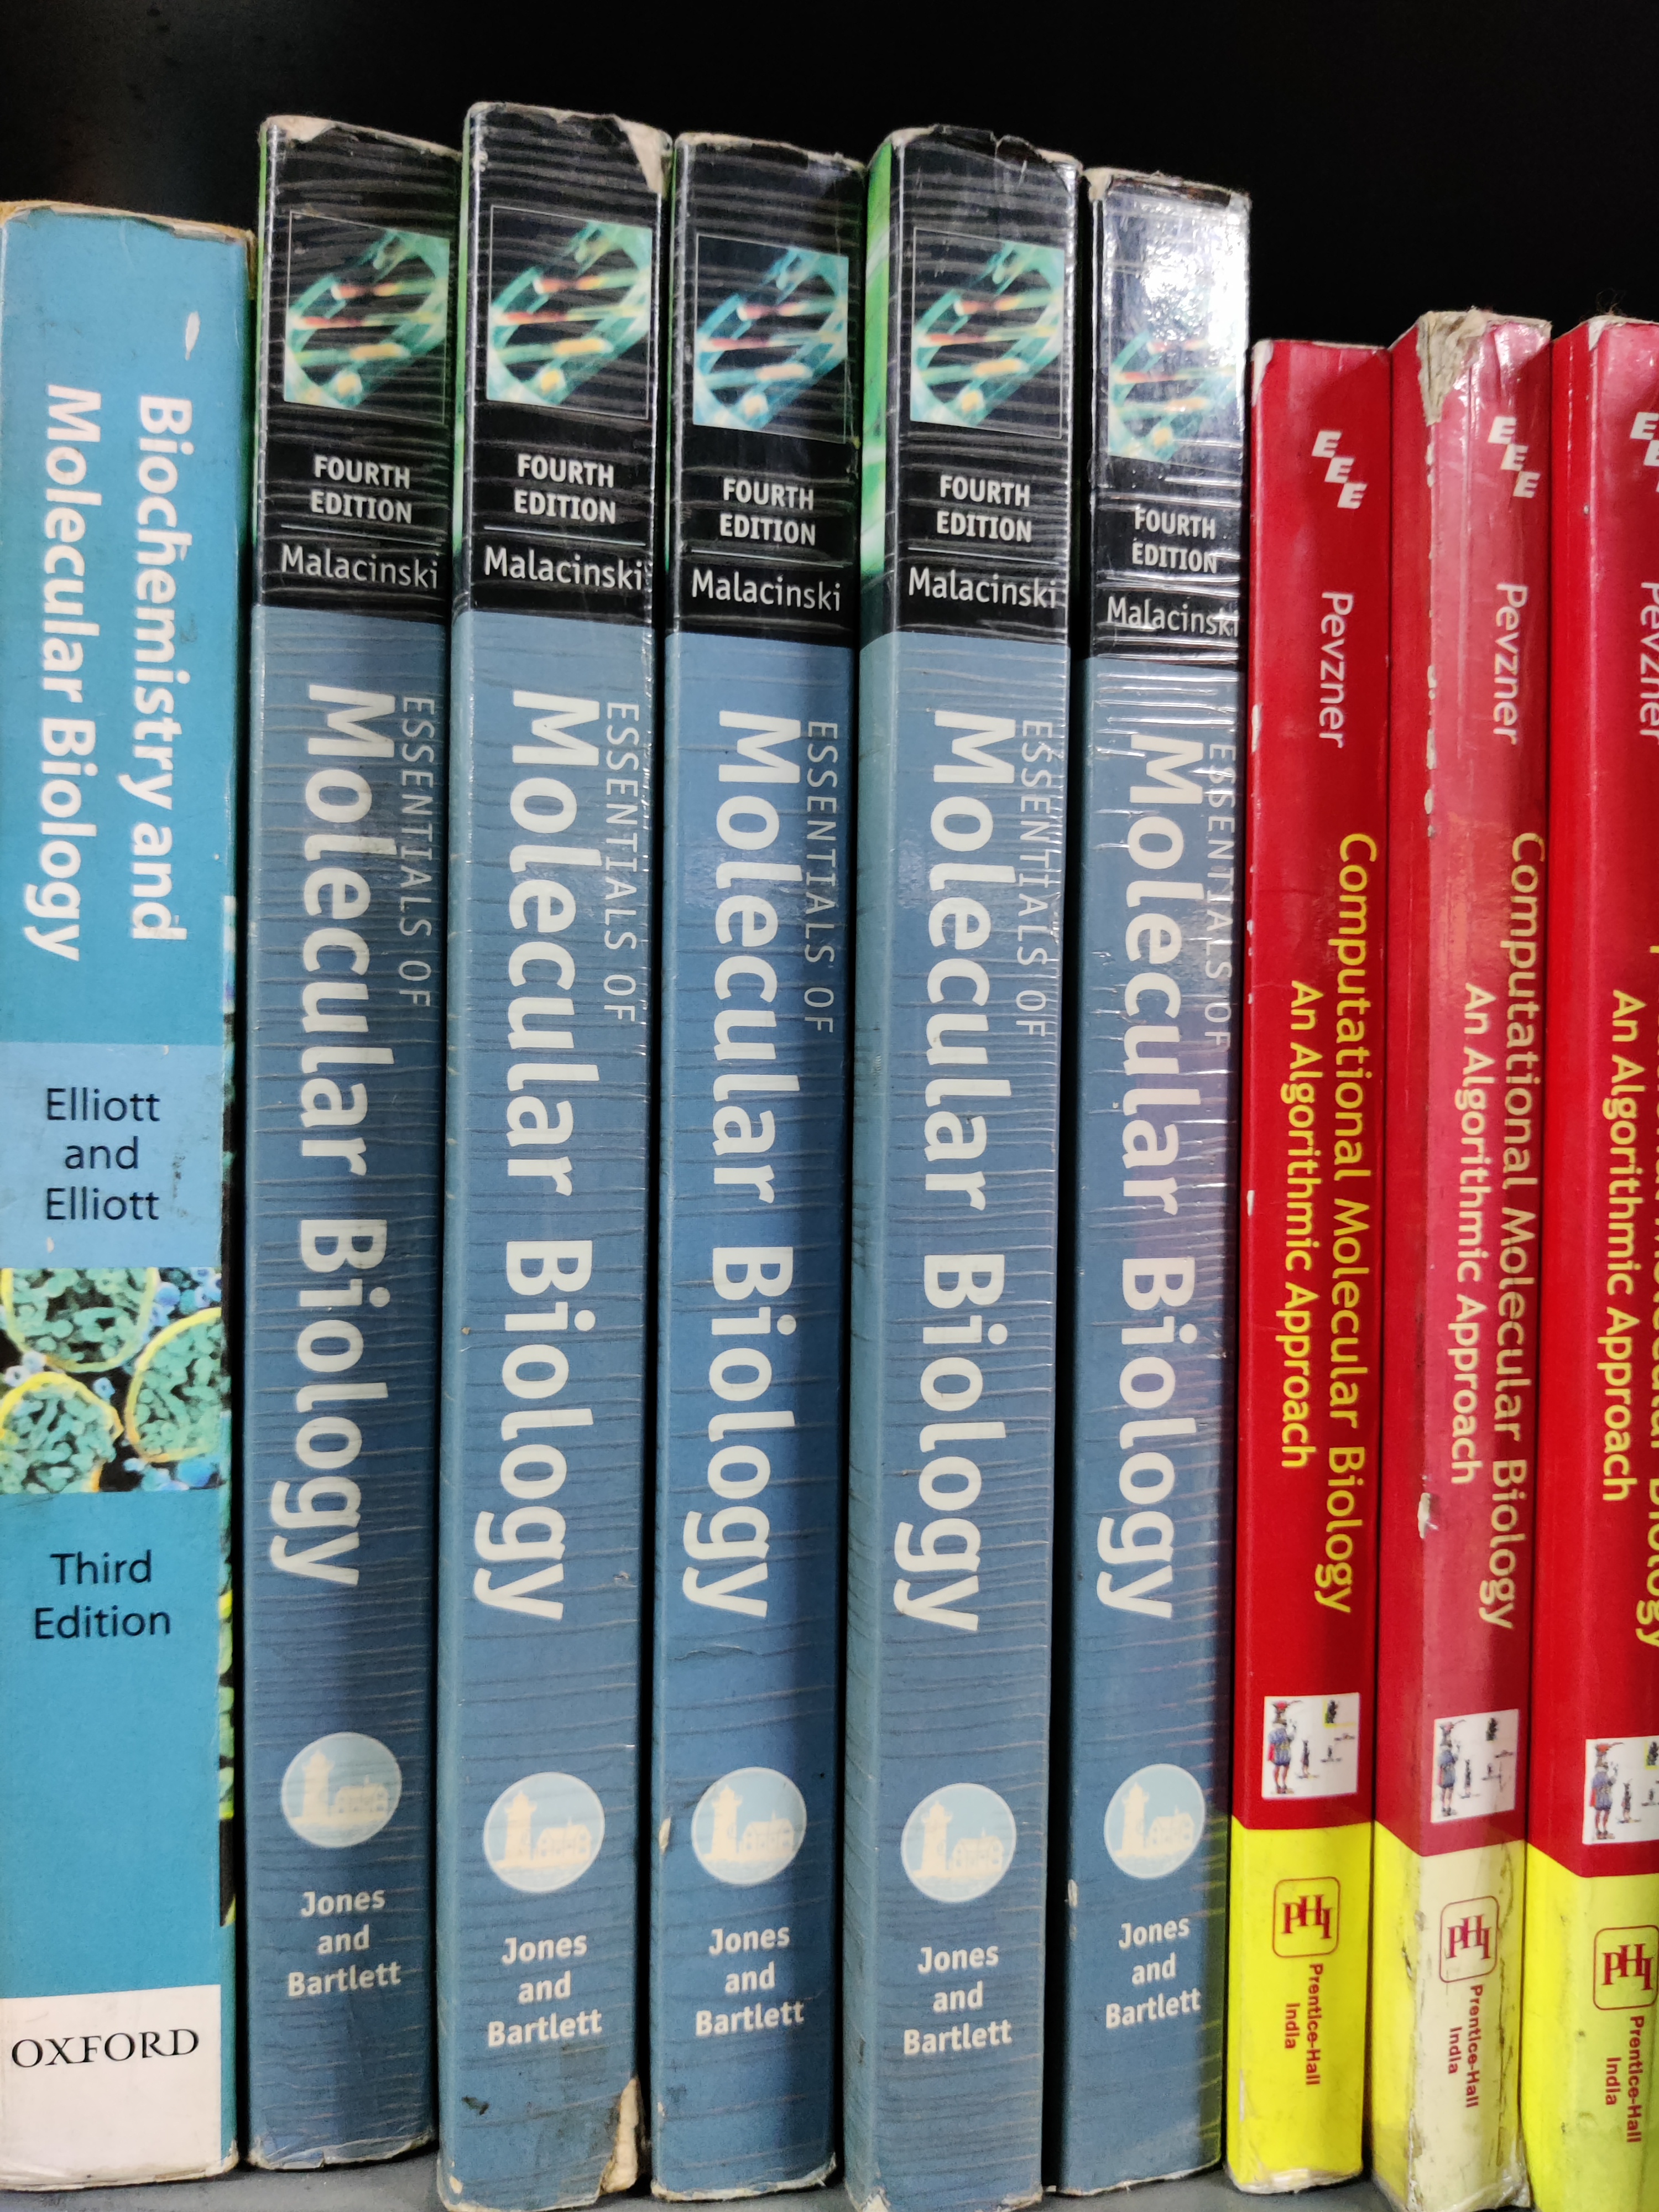 Biochemistry and
Molecular Biology
Elliott
and
Elliott
Third
Edition
OXFORD
FOURTH
EDITION
Malacinski
ESSENTIALS OF
Molecular Biology
Jones
and
Bartlett
FOURTH
EDITION
Malacinski
ESSENTIALS OF
Molecular Biology
Jones
and
Bartlett
FOURTH
EDITION
Malacinski
ESSENTIALS OF
Molecular Biology
Jones
and
Bartlett
FOURTH
EDITION
Malacinski
ESSENTIALS OF
Molecular Biology
Jones
and
Bartlett
FOURTH
EDITION
Malacinski
ESSENTIALS OF
Molecular Biology
Jones
and
Bartlett
EEE
Pevzner
Computational Molecular Biology
An Algorithmic Approach
PHI
Prentice-Hall
India
EEE
Pevzner
Computational Molecular Biology
An Algorithmic Approach
PHI
Prentice-Hall
India
Pevzner
Molecular Biology
An Algorithmic Approach
PHI
Prentice-Hall
India